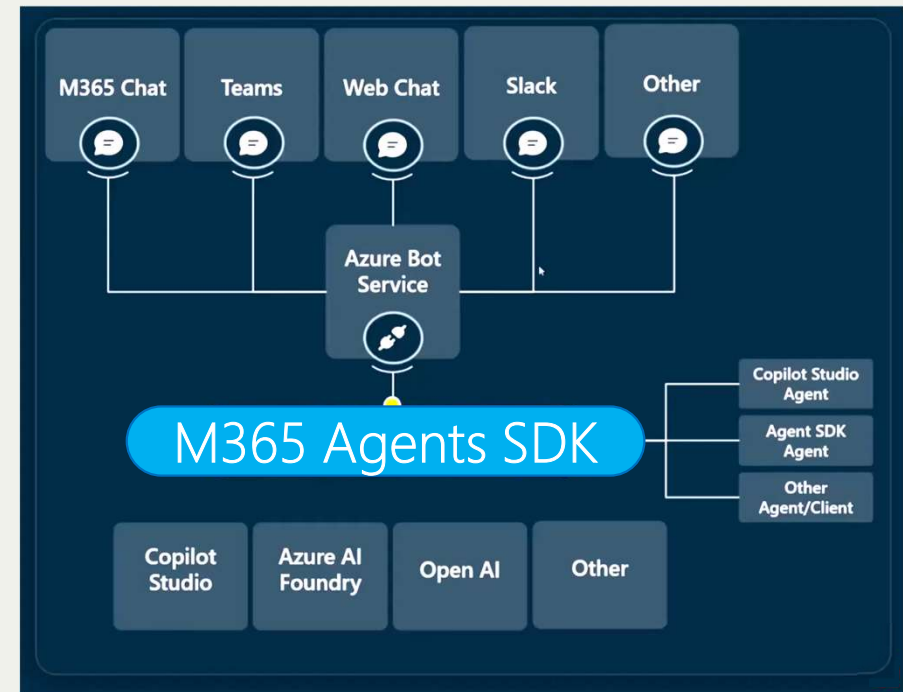 M365 Chat
Teams
Web Chat
Slack
Other
Azure Bot
Service
M365 Agents SDK
Copilot Studio
Agent
Agent SDK
Agent
Other
Agent/Client
Copilot
Studio
Azure AI
Foundry
Open AI
Other